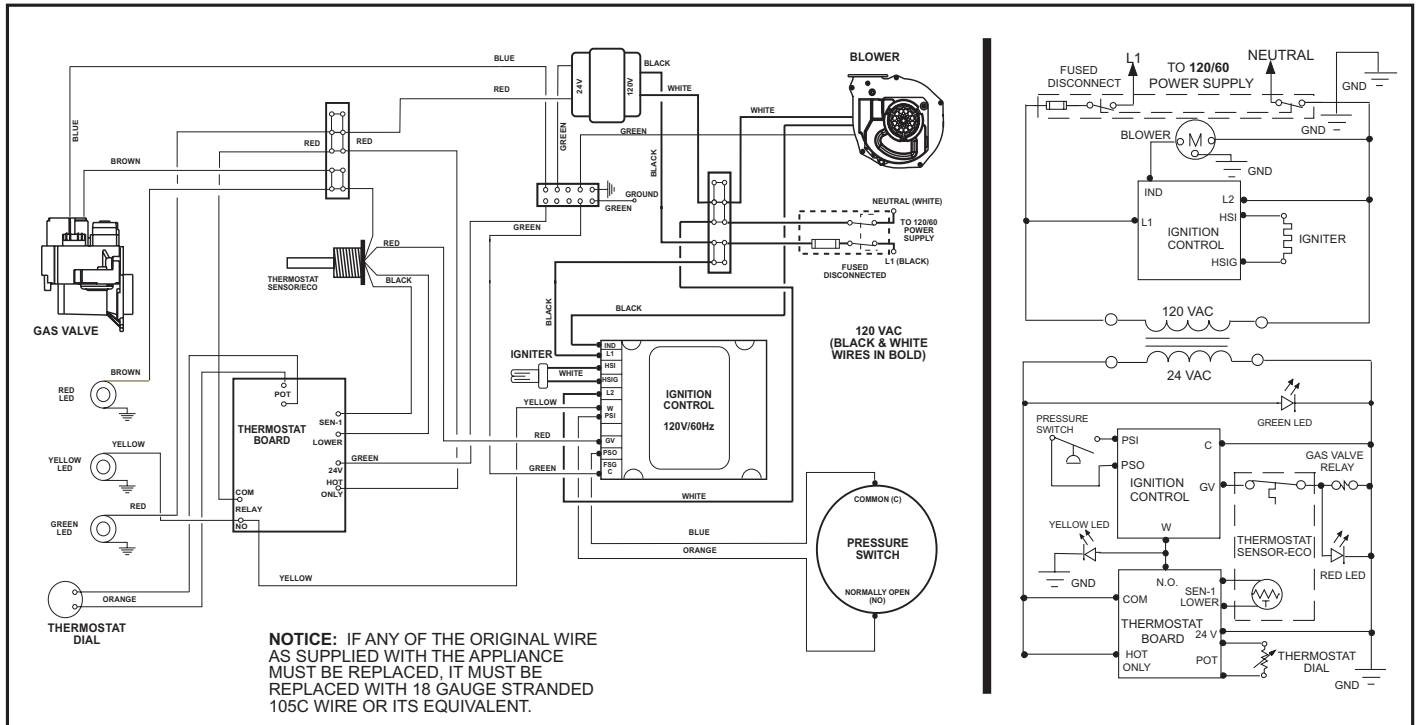 BLUE
BLACK
BLOWER
24V
120V
RED
WHITE
BLUE
GREEN
WHITE
GREEN
RED
RED
BROWN
BLACK
GROUND
GREEN
NEUTRAL (WHITE)
TO 120/60
POWER
SUPPLY
GREEN
RED
FUSED
DISCONNECTED
L1 (BLACK)
THERMOSTAT
SENSOR/ECO
BLACK
GAS VALVE
BLACK
BLACK
120 VAC
(BLACK & WHITE
WIRES IN BOLD)
IGNITER
WHITE
IND
L1
HSI
HSIG
L2
W
PSI
GV
PSO
FSG
C
IGNITION
CONTROL
120V/60Hz
BROWN
RED
LED
POT
YELLOW
THERMOSTAT
BOARD
SEN-1
LOWER
RED
YELLOW
YELLOW
LED
GREEN
24V
GREEN
HOT
ONLY
COM
RELAY
NO
WHITE
RED
GREEN
LED
COMMON (C)
BLUE
PRESSURE
SWITCH
ORANGE
YELLOW
NORMALLY OPEN
(NO)
ORANGE
THERMOSTAT
DIAL
NOTICE: IF ANY OF THE ORIGINAL WIRE
AS SUPPLIED WITH THE APPLIANCE
MUST BE REPLACED, IT MUST BE
REPLACED WITH 18 GAUGE STRANDED
105C WIRE OR ITS EQUIVALENT.
FUSED
DISCONNECT
L1
TO 120/60
POWER SUPPLY
NEUTRAL
GND
GND
BLOWER
M
GND
IND
L2
L1
HSI
IGNITION
CONTROL
IGNITER
HSIG
120 VAC
24 VAC
GREEN LED
PRESSURE
SWITCH
PSI
C
PSO
GAS VALVE
RELAY
IGNITION
CONTROL
GV
YELLOW LED
W
THERMOSTAT
SENSOR-ECO
RED LED
GND
N.O.
COM
SEN-1
LOWER
T
THERMOSTAT
BOARD
24 V
HOT
ONLY
POT
THERMOSTAT
DIAL
GND